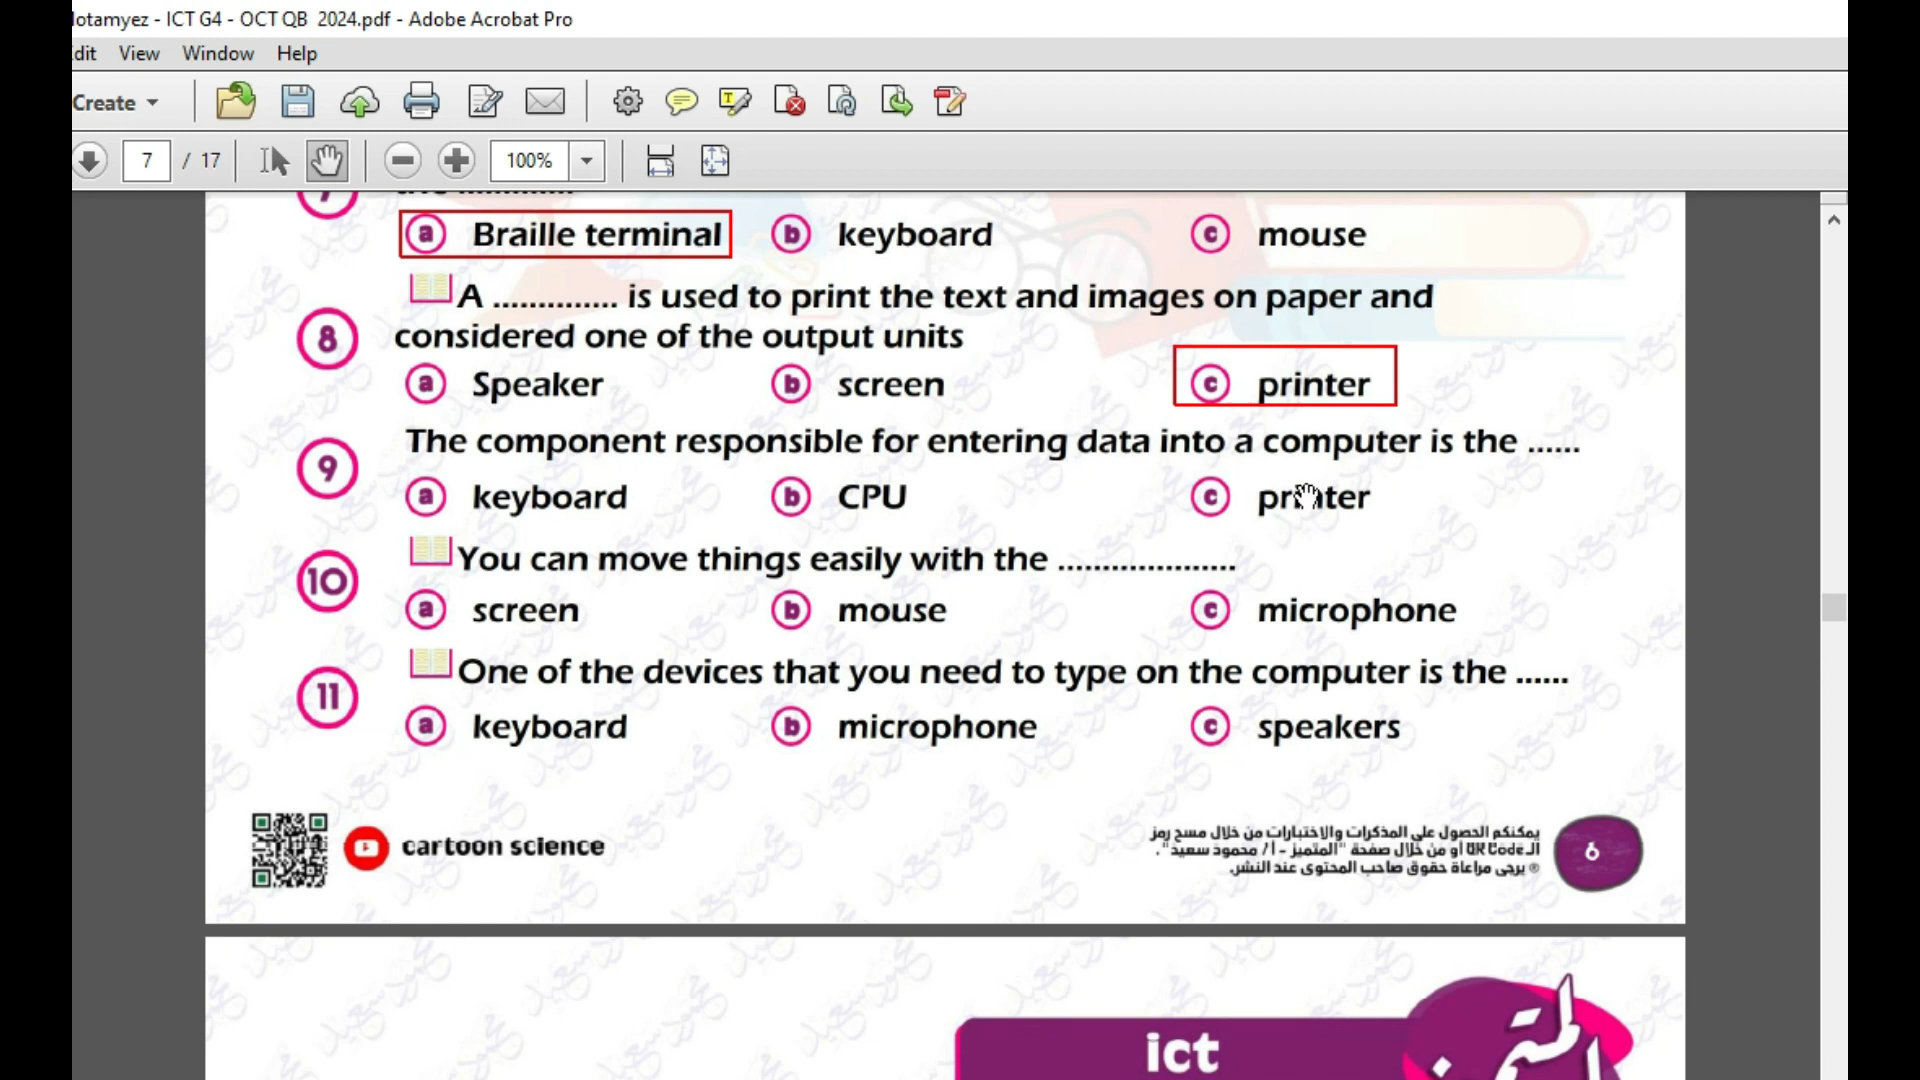 lotamyez - ICT G4 - OCT QB 2024.pdf - Adobe Acrobat Pro
dit View Window Help
Create
7 / 17 100%
7
a Braille terminal b keyboard c mouse
A .............. is used to print the text and images on paper and
8 considered one of the output units
a Speaker b screen c printer
The component responsible for entering data into a computer is the ......
9
a keyboard b CPU c printer
You can move things easily with the ....................
10
a screen b mouse c microphone
One of the devices that you need to type on the computer is the ......
11
a keyboard b microphone c speakers
cartoon science
يمكنكم الحصول على المذكرات والاختبارات من خلال مسح رمز
الـ QR Code أو من خلال صفحة "المتميز - أ / محمود سعيد".
® يرجى مراعاة حقوق صاحب المحتوى عند النشر.
6
ict
المتميز